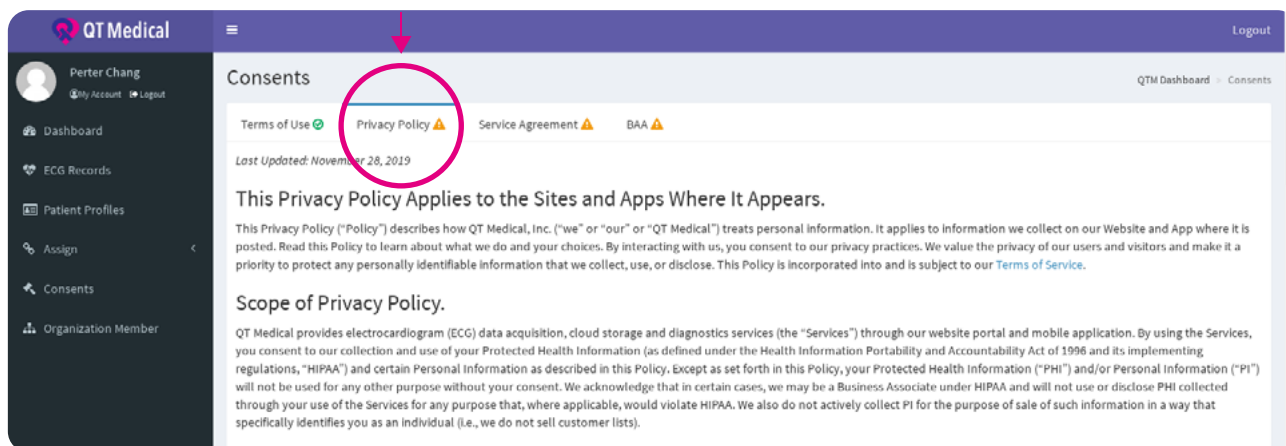 QT Medical
Logout
Perter Chang
My Account Logout
Consents
QTM Dashboard > Consents
Dashboard
ECG Records
Patient Profiles
Assign <
Consents
Organization Member
Terms of Use Privacy Policy Service Agreement BAA
Last Updated: November 28, 2019
This Privacy Policy Applies to the Sites and Apps Where It Appears.
This Privacy Policy (“Policy”) describes how QT Medical, Inc. (“we” or “our” or “QT Medical”) treats personal information. It applies to information we collect on our Website and App where it is
posted. Read this Policy to learn about what we do and your choices. By interacting with us, you consent to our privacy practices. We value the privacy of our users and visitors and make it a
priority to protect any personally identifiable information that we collect, use, or disclose. This Policy is incorporated into and is subject to our Terms of Service.
Scope of Privacy Policy.
QT Medical provides electrocardiogram (ECG) data acquisition, cloud storage and diagnostics services (the “Services”) through our website portal and mobile application. By using the Services,
you consent to our collection and use of your Protected Health Information (as defined under the Health Information Portability and Accountability Act of 1996 and its implementing
regulations, “HIPAA”) and certain Personal Information as described in this Policy. Except as set forth in this Policy, your Protected Health Information (“PHI”) and/or Personal Information (“PI”)
will not be used for any other purpose without your consent. We acknowledge that in certain cases, we may be a Business Associate under HIPAA and will not use or disclose PHI collected
through your use of the Services for any purpose that, where applicable, would violate HIPAA. We also do not actively collect PI for the purpose of sale of such information in a way that
specifically identifies you as an individual (i.e., we do not sell customer lists).